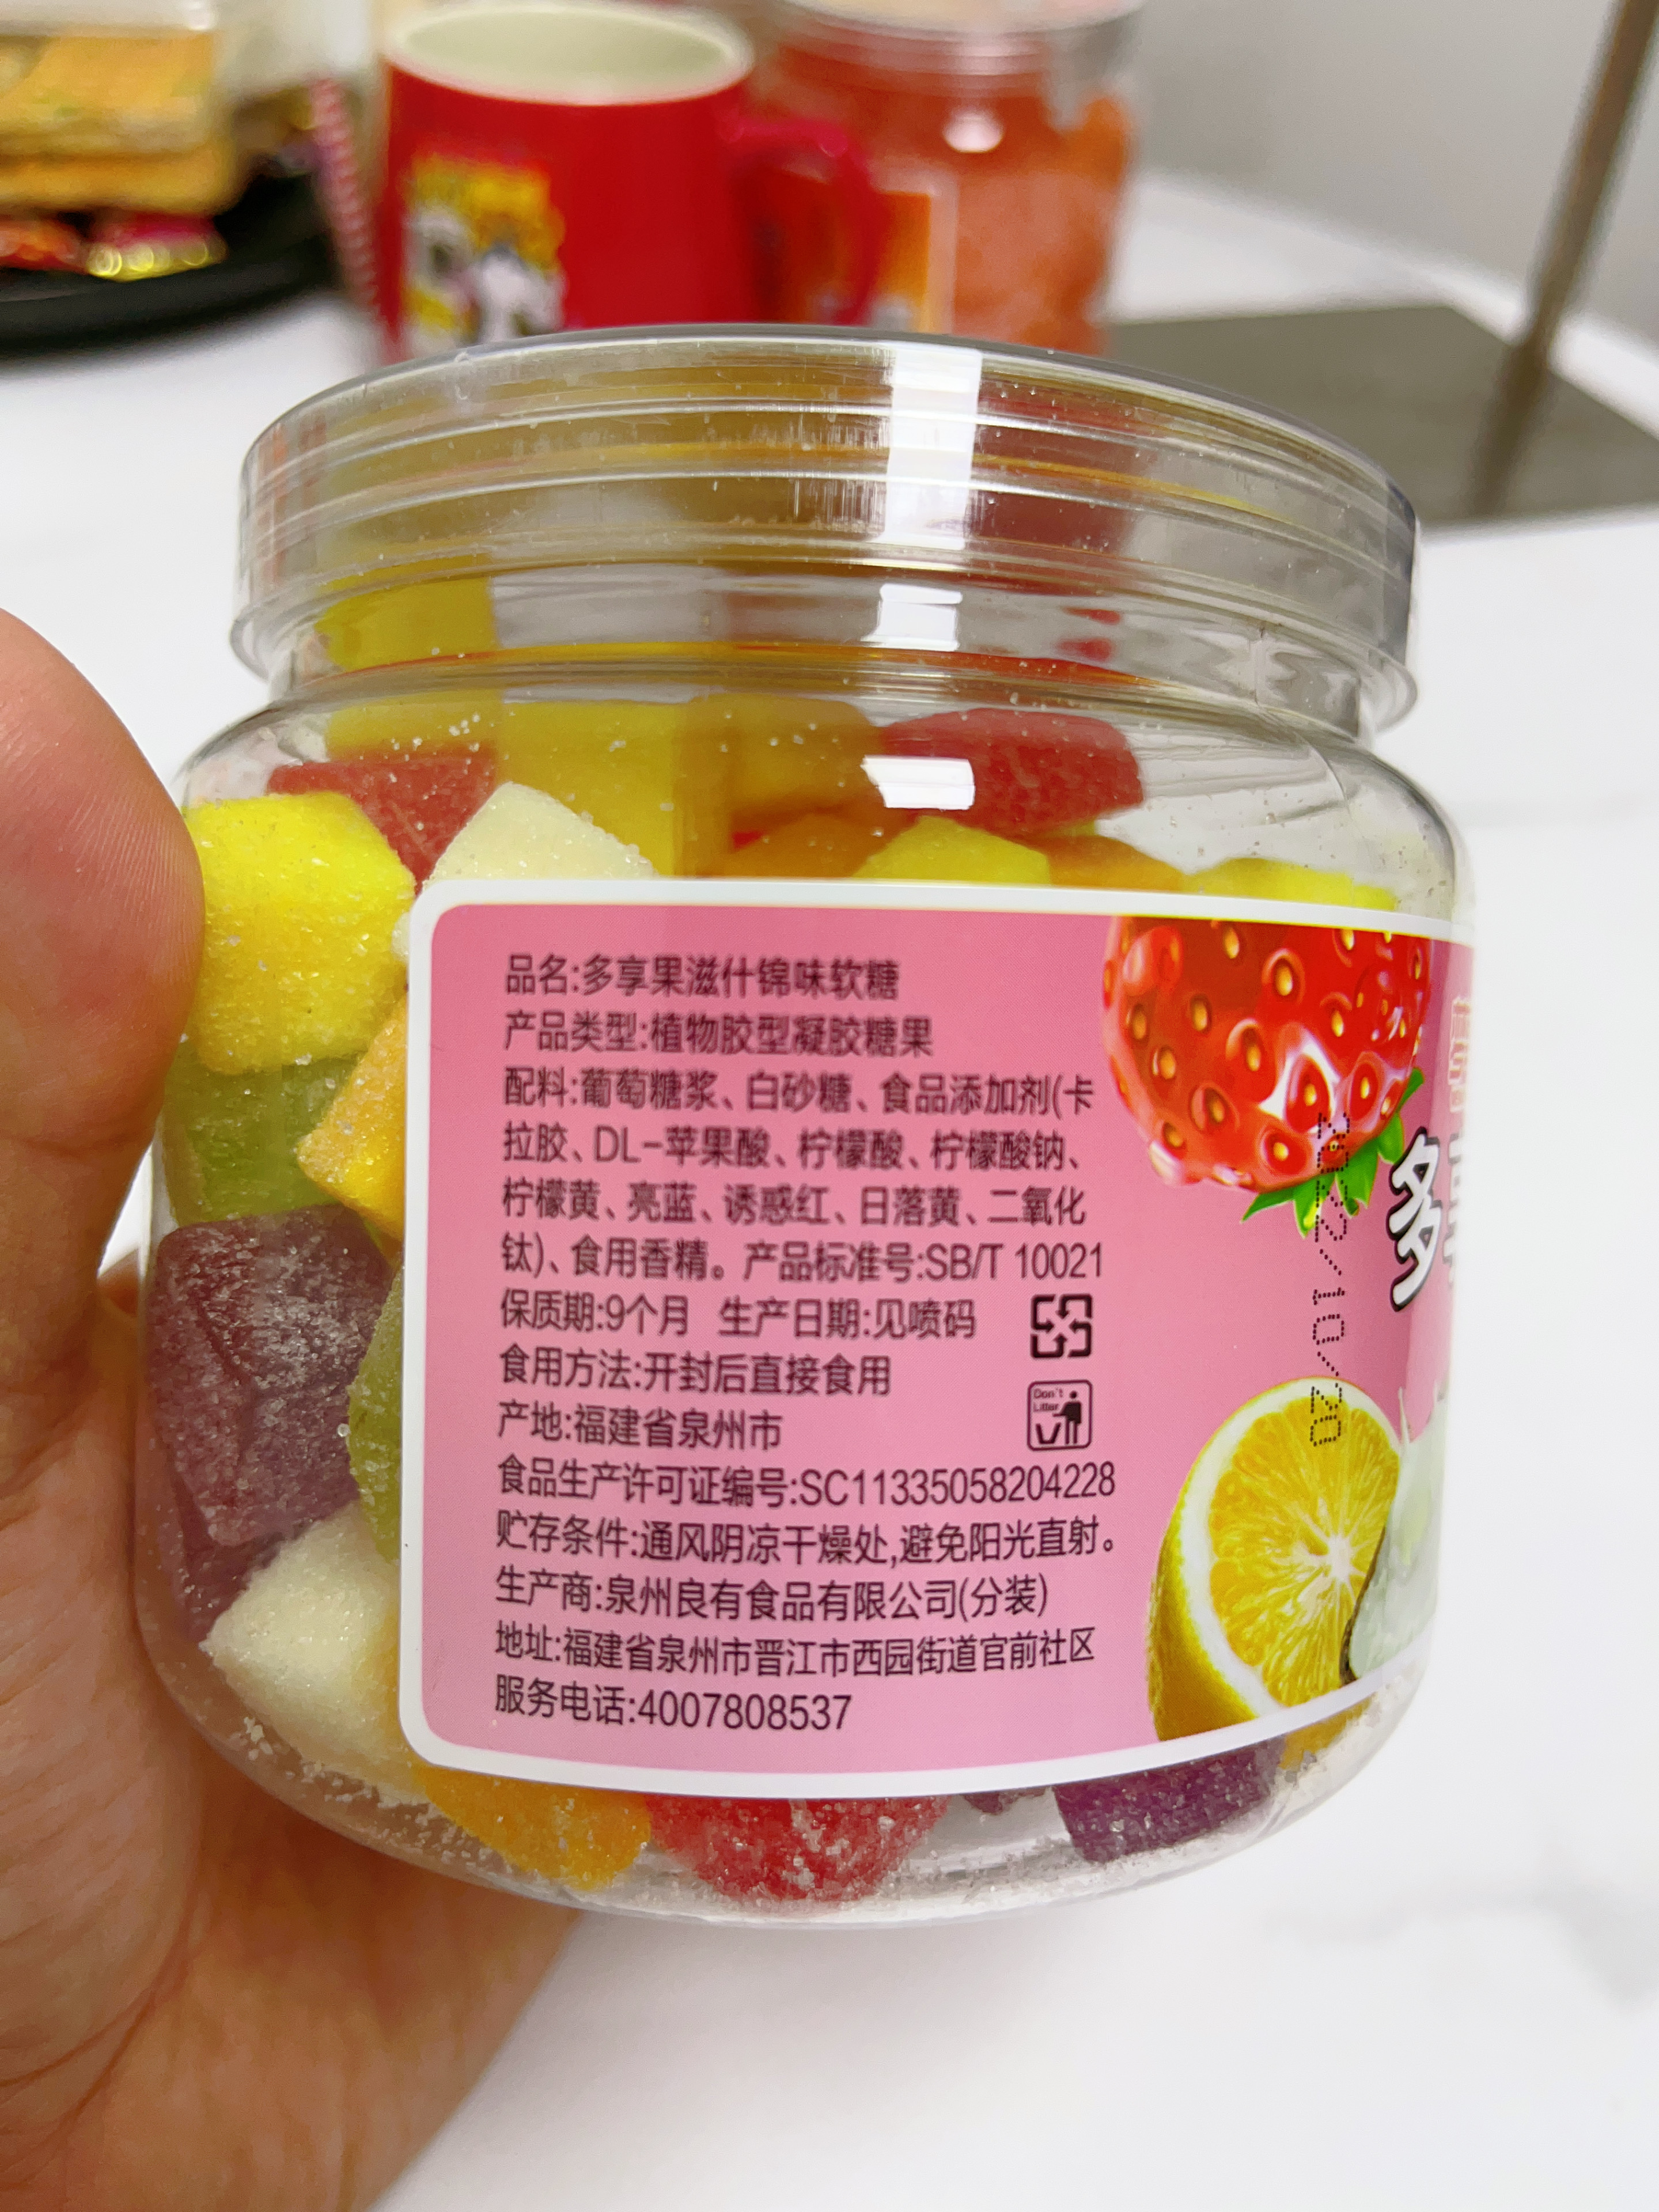 品名:多享果滋什锦味软糖
产品类型:植物胶型凝胶糖果
配料:葡萄糖浆、白砂糖、食品添加剂(卡
拉胶、DL-苹果酸、柠檬酸、柠檬酸钠、
柠檬黄、亮蓝、诱惑红、日落黄、二氧化
钛)、食用香精。产品标准号:SB/T 10021
保质期:9个月 生产日期:见喷码
食用方法:开封后直接食用
产地:福建省泉州市
食品生产许可证编号:SC11335058204228
贮存条件:通风阴凉干燥处,避免阳光直射。
生产商:泉州良有食品有限公司(分装)
地址:福建省泉州市晋江市西园街道官前社区
服务电话:4007808537
Don't
Litter
2022/10/20
多